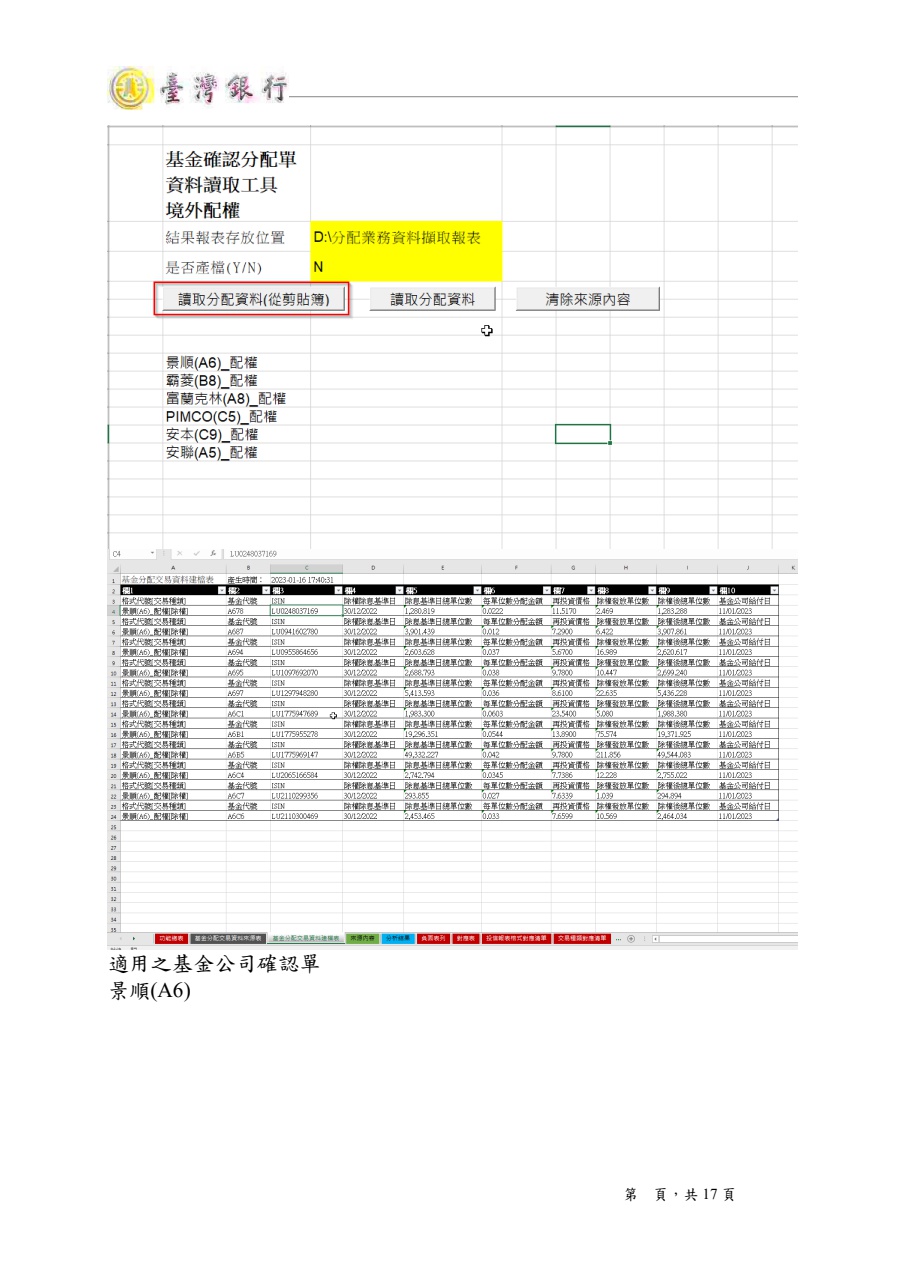 臺灣銀行
基金確認分配單
資料讀取工具
境外配權
結果報表存放位置 D:\分配業務資料擷取報表
是否產檔(Y/N) N
讀取分配資料(從剪貼簿) 讀取分配資料 清除來源內容
景順(A6)_配權
霸菱(B8)_配權
富蘭克林(A8)_配權
PIMCO(C5)_配權
安本(C9)_配權
安聯(A5)_配權
C4 LU0248037169
A B C D E F G H I J K
1 基金分配交易資料建檔表 產生時間： 2023-01-16 17:40:31
2 欄1 欄2 欄3 欄4 欄5 欄6 欄7 欄8 欄9 欄10
3 格式代號[交易種類] 基金代號 ISIN 除權除息基準日 除息基準日總單位數 每單位數分配金額 再投資價格 除權發放單位數 除權後總單位數 基金公司給付日
4 景順(A6)_配權[除權] A678 LU0248037169 30/12/2022 1,280.819 0.0222 11.5170 2.469 1,283.288 11/01/2023
5 格式代號[交易種類] 基金代號 ISIN 除權除息基準日 除息基準日總單位數 每單位數分配金額 再投資價格 除權發放單位數 除權後總單位數 基金公司給付日
6 景順(A6)_配權[除權] A687 LU0941602780 30/12/2022 3,901.439 0.012 7.2900 6.422 3,907.861 11/01/2023
7 格式代號[交易種類] 基金代號 ISIN 除權除息基準日 除息基準日總單位數 每單位數分配金額 再投資價格 除權發放單位數 除權後總單位數 基金公司給付日
8 景順(A6)_配權[除權] A694 LU0955864656 30/12/2022 2,603.628 0.037 5.6700 16.989 2,620.617 11/01/2023
9 格式代號[交易種類] 基金代號 ISIN 除權除息基準日 除息基準日總單位數 每單位數分配金額 再投資價格 除權發放單位數 除權後總單位數 基金公司給付日
10 景順(A6)_配權[除權] A695 LU1097692070 30/12/2022 2,688.793 0.038 9.7800 10.447 2,699.240 11/01/2023
11 格式代號[交易種類] 基金代號 ISIN 除權除息基準日 除息基準日總單位數 每單位數分配金額 再投資價格 除權發放單位數 除權後總單位數 基金公司給付日
12 景順(A6)_配權[除權] A697 LU1297948280 30/12/2022 5,413.593 0.036 8.6100 22.635 5,436.228 11/01/2023
13 格式代號[交易種類] 基金代號 ISIN 除權除息基準日 除息基準日總單位數 每單位數分配金額 再投資價格 除權發放單位數 除權後總單位數 基金公司給付日
14 景順(A6)_配權[除權] A6C1 LU1775947689 30/12/2022 1,983.300 0.0603 23.5400 5.080 1,988.380 11/01/2023
15 格式代號[交易種類] 基金代號 ISIN 除權除息基準日 除息基準日總單位數 每單位數分配金額 再投資價格 除權發放單位數 除權後總單位數 基金公司給付日
16 景順(A6)_配權[除權] A6B1 LU1775955278 30/12/2022 19,296.351 0.0544 13.8900 75.574 19,371.925 11/01/2023
17 格式代號[交易種類] 基金代號 ISIN 除權除息基準日 除息基準日總單位數 每單位數分配金額 再投資價格 除權發放單位數 除權後總單位數 基金公司給付日
18 景順(A6)_配權[除權] A6B5 LU1775969147 30/12/2022 49,332.227 0.042 9.7800 211.856 49,544.083 11/01/2023
19 格式代號[交易種類] 基金代號 ISIN 除權除息基準日 除息基準日總單位數 每單位數分配金額 再投資價格 除權發放單位數 除權後總單位數 基金公司給付日
20 景順(A6)_配權[除權] A6C4 LU2065166584 30/12/2022 2,742.794 0.0345 7.7386 12.228 2,755.022 11/01/2023
21 格式代號[交易種類] 基金代號 ISIN 除權除息基準日 除息基準日總單位數 每單位數分配金額 再投資價格 除權發放單位數 除權後總單位數 基金公司給付日
22 景順(A6)_配權[除權] A6C7 LU2110299356 30/12/2022 293.855 0.027 7.6339 1.039 294.894 11/01/2023
23 格式代號[交易種類] 基金代號 ISIN 除權除息基準日 除息基準日總單位數 每單位數分配金額 再投資價格 除權發放單位數 除權後總單位數 基金公司給付日
24 景順(A6)_配權[除權] A6C6 LU2110300469 30/12/2022 2,453.465 0.033 7.6599 10.569 2,464.034 11/01/2023
25
26
27
28
29
30
31
32
33
34
35
功能總表 基金分配交易資料來源表 基金分配交易資料建檔表 來源內容 分析結果 頁頁表列 對應表 投信報表格式對應清單 交易種類對應清單 ...
適用之基金公司確認單
景順(A6)
第 頁，共 17 頁